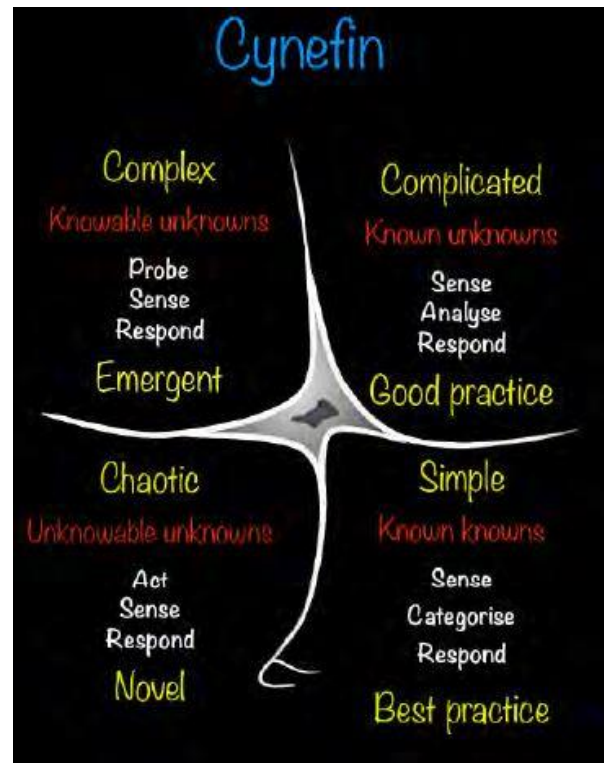 Cynefin
Complex
Knowable unknowns
Probe
Sense
Respond
Emergent
Complicated
Known unknowns
Sense
Analyse
Respond
Good practice
Chaotic
Unknowable unknowns
Act
Sense
Respond
Novel
Simple
Known knowns
Sense
Categorise
Respond
Best practice